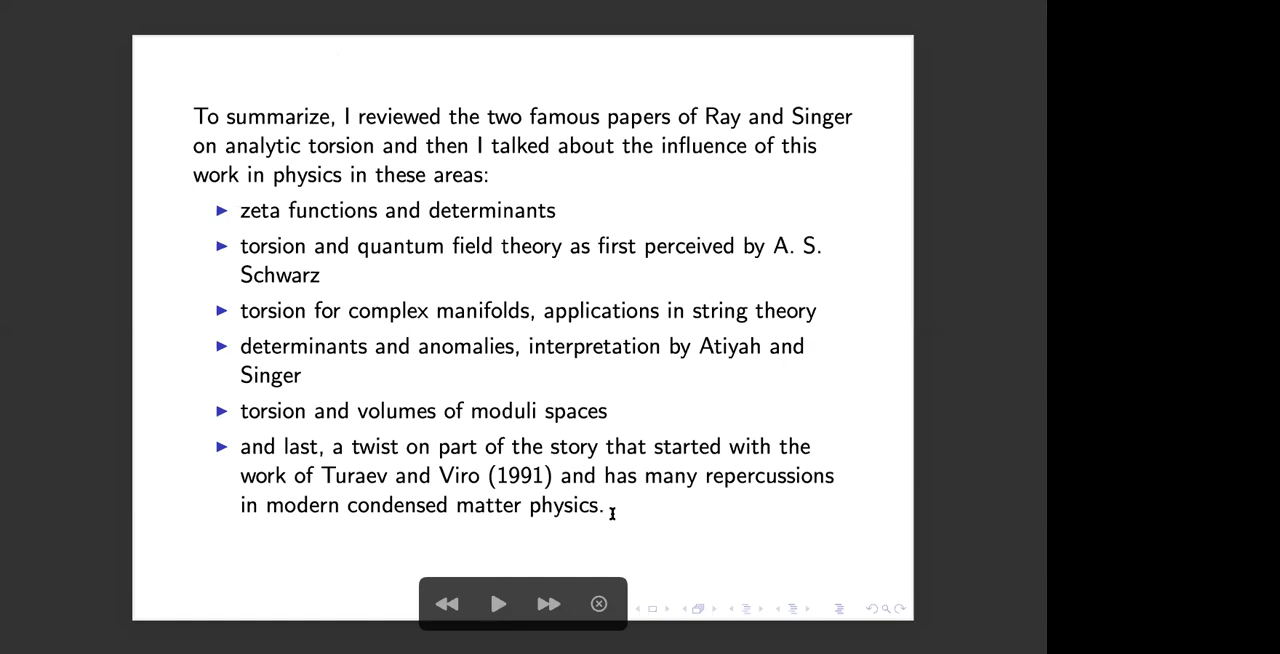 To summarize, I reviewed the two famous papers of Ray and Singer
on analytic torsion and then I talked about the influence of this
work in physics in these areas:
zeta functions and determinants
torsion and quantum field theory as first perceived by A. S.
Schwarz
torsion for complex manifolds, applications in string theory
determinants and anomalies, interpretation by Atiyah and
Singer
torsion and volumes of moduli spaces
and last, a twist on part of the story that started with the
work of Turaev and Viro (1991) and has many repercussions
in modern condensed matter physics.